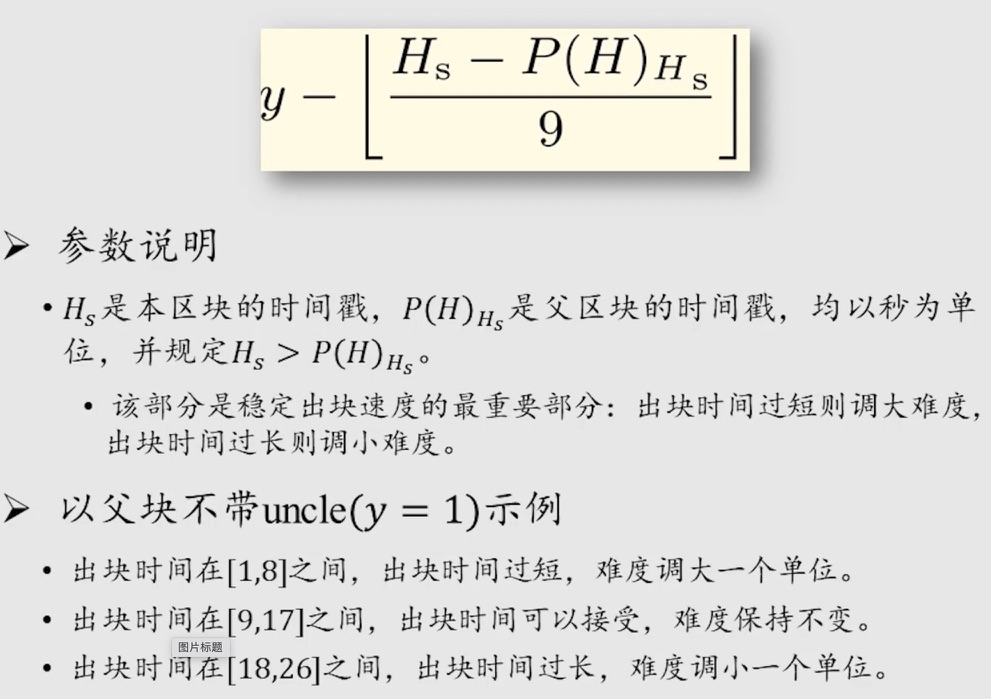 y − ⌊(H_s − P(H)_{H_s}) / 9⌋
➢ 参数说明
• H_s是本区块的时间戳，P(H)_{H_s}是父区块的时间戳，均以秒为单
位，并规定H_s > P(H)_{H_s}。
• 该部分是稳定出块速度的最重要部分：出块时间过短则调大难度，
出块时间过长则调小难度。
➢ 以父块不带uncle(y = 1)示例
• 出块时间在[1,8]之间，出块时间过短，难度调大一个单位。
• 出块时间在[9,17]之间，出块时间可以接受，难度保持不变。
图片标题
• 出块时间在[18,26]之间，出块时间过长，难度调小一个单位。